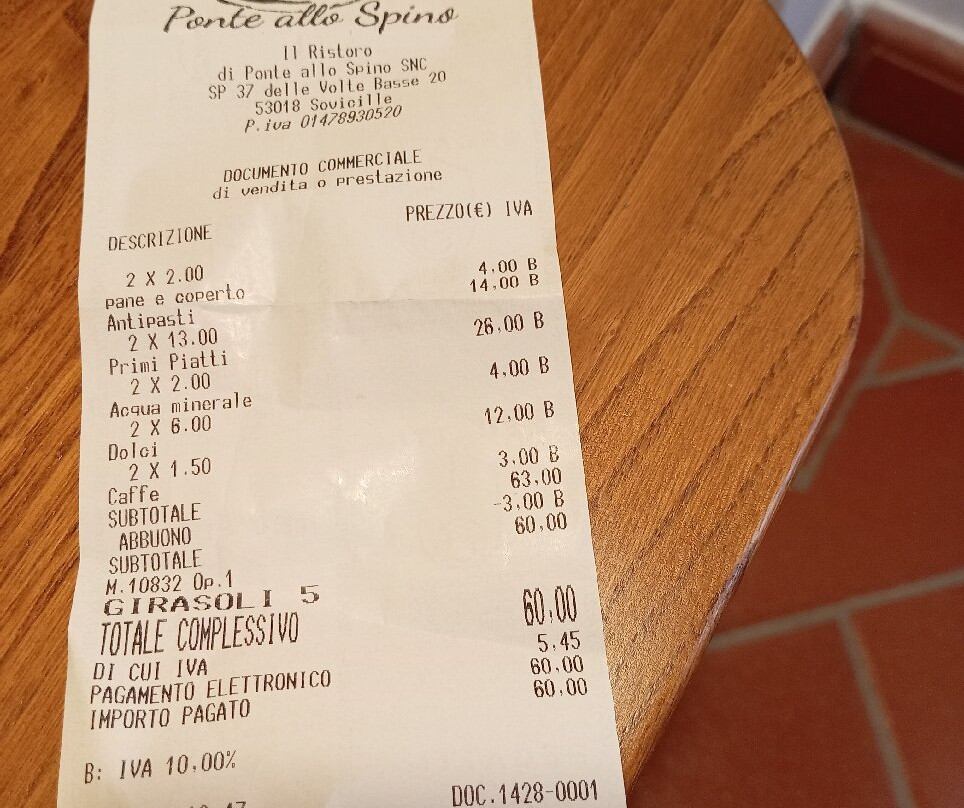 Ponte allo Spino
Il Ristoro
di Ponte allo Spino SNC
SP 37 delle Volte Basse 20
53018 Sovicille
P.iva 01478930520
DOCUMENTO COMMERCIALE
di vendita o prestazione
DESCRIZIONE PREZZO(€) IVA
2 X 2.00
pane e coperto 4,00 B
Antipasti 14,00 B
2 X 13.00
Primi Piatti 26,00 B
2 X 2.00
Acqua minerale 4,00 B
2 X 6.00
Dolci 12,00 B
2 X 1.50
Caffe 3,00 B
SUBTOTALE 63,00
ABBUONO -3,00 B
SUBTOTALE 60,00
M.10832 Op.1
GIRASOLI 5
TOTALE COMPLESSIVO 60,00
DI CUI IVA 5,45
PAGAMENTO ELETTRONICO 60,00
IMPORTO PAGATO 60,00
B: IVA 10,00%
DOC.1428-0001